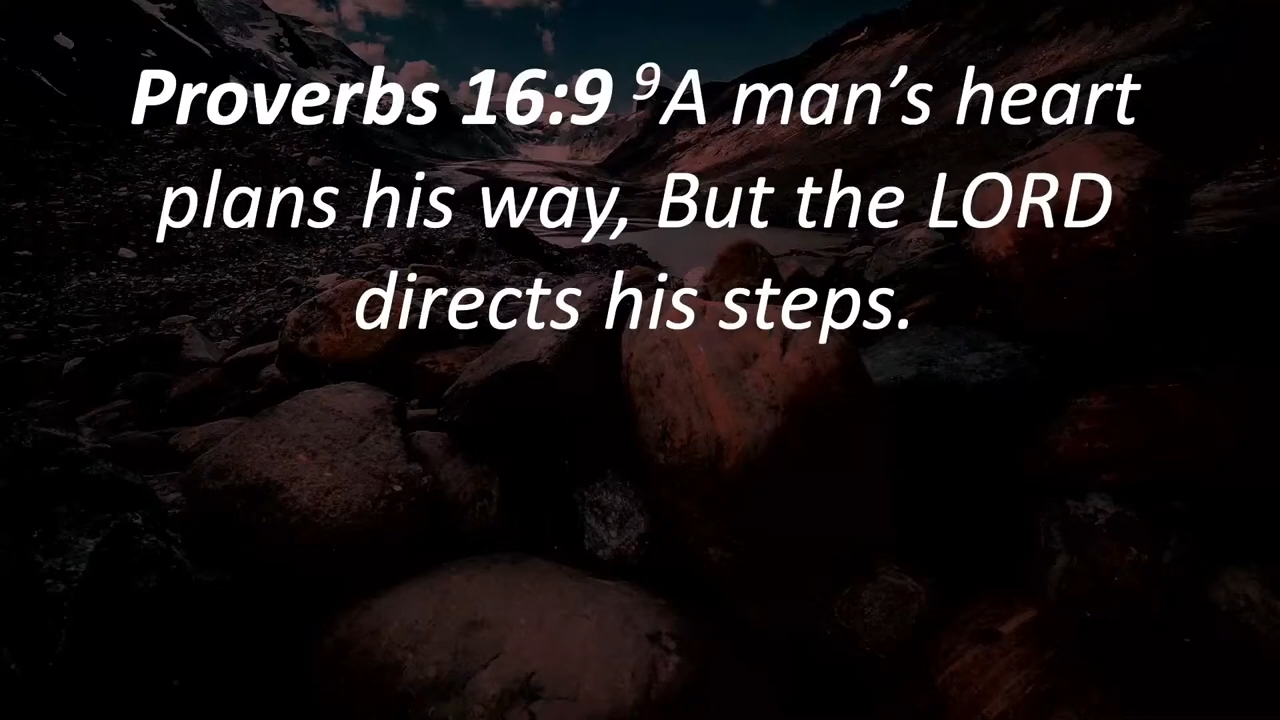 Proverbs 16:9 ⁹A man’s heart
plans his way, But the LORD
directs his steps.